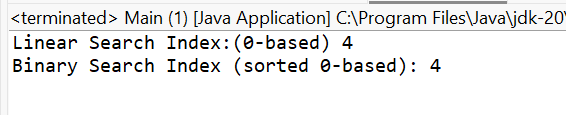 <terminated> Main (1) [Java Application] C:\Program Files\Java\jdk-20\
Linear Search Index:(0-based) 4
Binary Search Index (sorted 0-based): 4